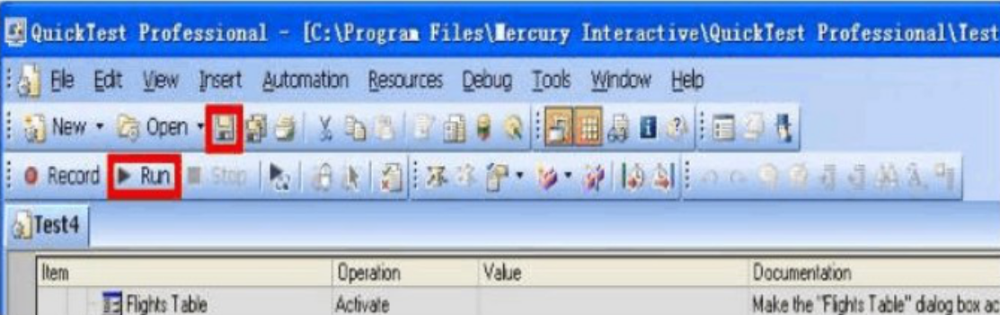 QuickTest Professional - [C:\Program Files\Mercury Interactive\QuickTest Professional\Test
File Edit View Insert Automation Resources Debug Tools Window Help
New Open
Record Run Stop
Test4
Item Operation Value Documentation
Flights Table Activate Make the "Flights Table" dialog box ac